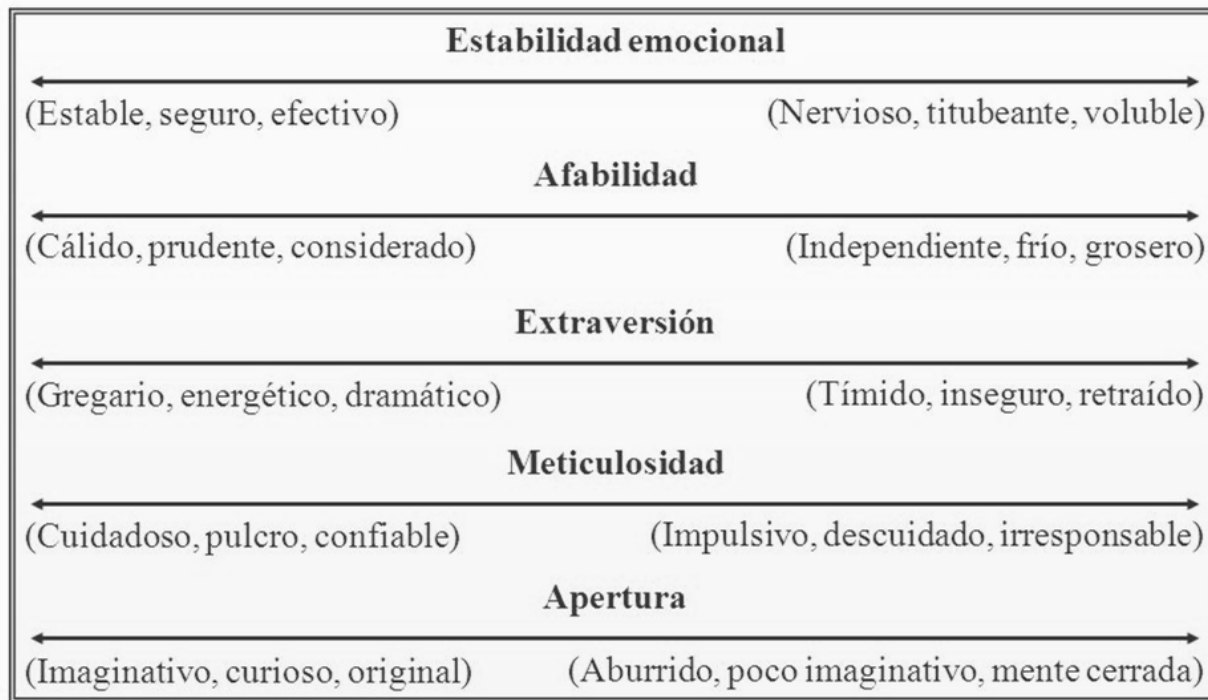 Estabilidad emocional
(Estable, seguro, efectivo) (Nervioso, titubeante, voluble)
Afabilidad
(Cálido, prudente, considerado) (Independiente, frío, grosero)
Extraversión
(Gregario, energético, dramático) (Tímido, inseguro, retraído)
Meticulosidad
(Cuidadoso, pulcro, confiable) (Impulsivo, descuidado, irresponsable)
Apertura
(Imaginativo, curioso, original) (Aburrido, poco imaginativo, mente cerrada)